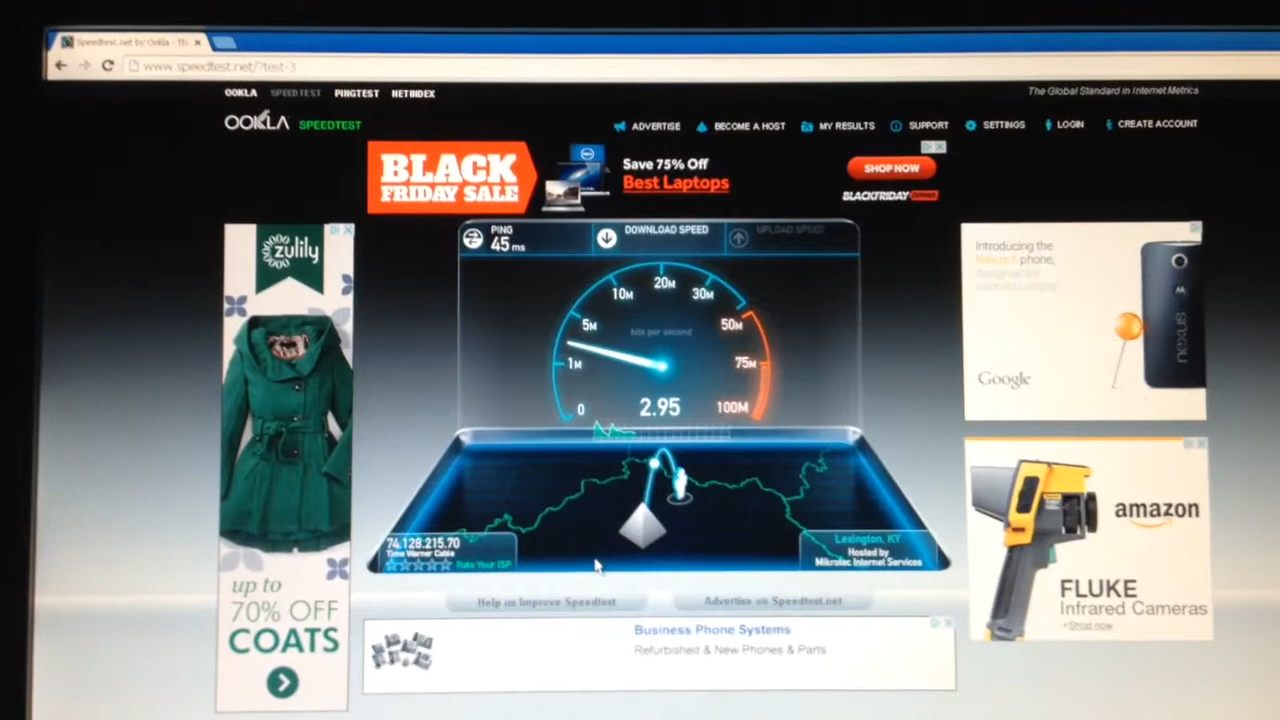 Speedtest.net by Ookla - Th
www.speedtest.net/?test-3
OOKLA SPEEDTEST PINGTEST NETINDEX
The Global Standard in Internet Metrics
OOKLA SPEEDTEST
ADVERTISE BECOME A HOST MY RESULTS SUPPORT SETTINGS LOGIN CREATE ACCOUNT
BLACK
FRIDAY SALE
DELL
Save 75% Off
Best Laptops
SHOP NOW
BLACKFRIDAY
zulily
up to
70% OFF
COATS
PING
45 ms
DOWNLOAD SPEED
UPLOAD SPEED
0
1M
5M
10M
20M
30M
50M
75M
100M
bits per second
2.95
74.128.215.70
Time Warner Cable
Rate Your ISP
Lexington, KY
Hosted by
Mikrotec Internet Services
Help us Improve Speedtest
Advertise on Speedtest.net
Business Phone Systems
Refurbished & New Phones & Parts
Introducing the
phone,
Google
nexus
amazon
FLUKE
Infrared Cameras
Shop now